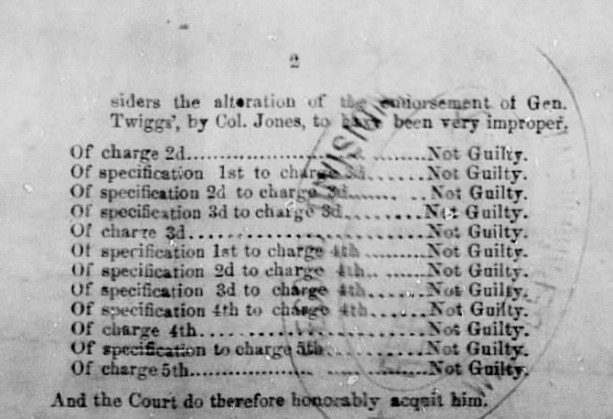 2
siders the alteration of the endorsement of Gen.
Twiggs', by Col. Jones, to have been very improper.
Of charge 2d..........................Not Guilty.
Of specification 1st to charge 3d......Not Guilty.
Of specification 2d to charge 3d....... ..Not Guilty.
Of specification 3d to charge 3d........Not Guilty.
Of charge 3d..........................Not Guilty.
Of specification 1st to charge 4th.. .......Not Guilty.
Of specification 2d to charge 4th.. ......Not Guilty.
Of specification 3d to charge 4th.......Not Guilty.
Of specification 4th to charge 4th.......Not Guilty.
Of charge 4th..........................Not Guilty.
Of specification to charge 5th..........Not Guilty.
Of charge 5th.................. .... ..........Not Guilty.
And the Court do therefore honorably acquit him.